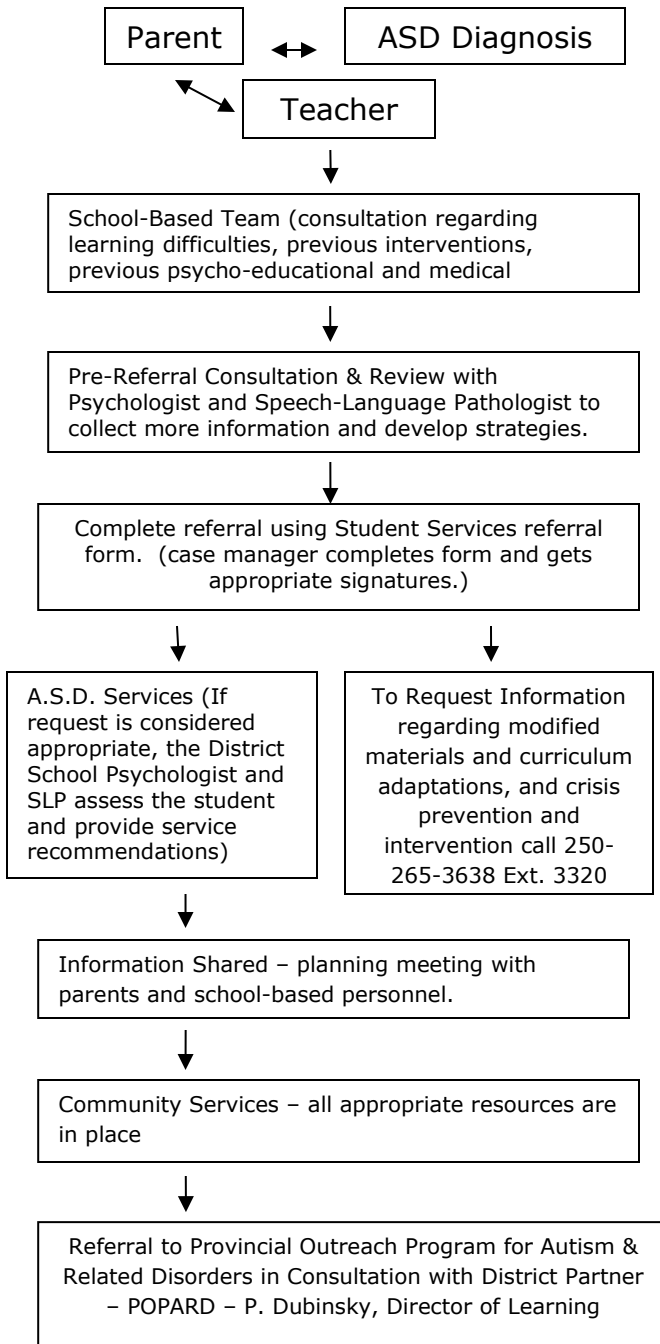 Parent
ASD Diagnosis
Teacher
School-Based Team (consultation regarding
learning difficulties, previous interventions,
previous psycho-educational and medical
Pre-Referral Consultation & Review with
Psychologist and Speech-Language Pathologist to
collect more information and develop strategies.
Complete referral using Student Services referral
form.  (case manager completes form and gets
appropriate signatures.)
A.S.D. Services (If
request is considered
appropriate, the District
School Psychologist and
SLP assess the student
and provide service
recommendations)
To Request Information
regarding modified
materials and curriculum
adaptations, and crisis
prevention and
intervention call 250-
265-3638 Ext. 3320
Information Shared – planning meeting with
parents and school-based personnel.
Community Services – all appropriate resources are
in place
Referral to Provincial Outreach Program for Autism &
Related Disorders in Consultation with District Partner
– POPARD – P. Dubinsky, Director of Learning